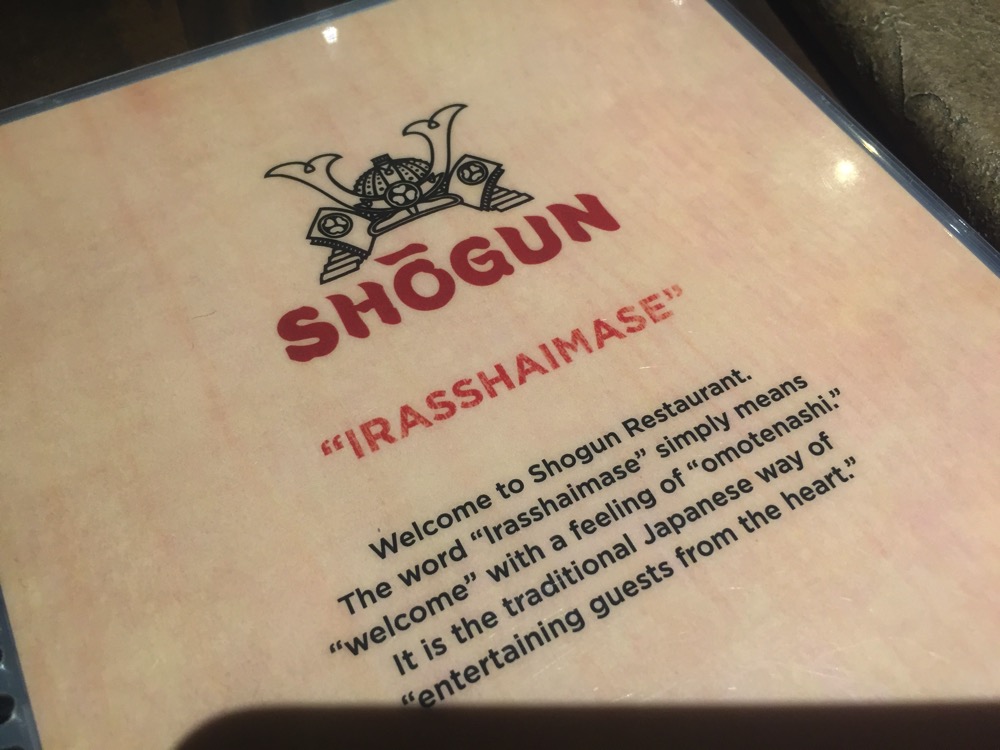 SHŌGUN
“IRASSHAIMASE”
Welcome to Shogun Restaurant.
The word “Irasshaimase” simply means
“welcome” with a feeling of “omotenashi.”
It is the traditional Japanese way of
“entertaining guests from the heart.”